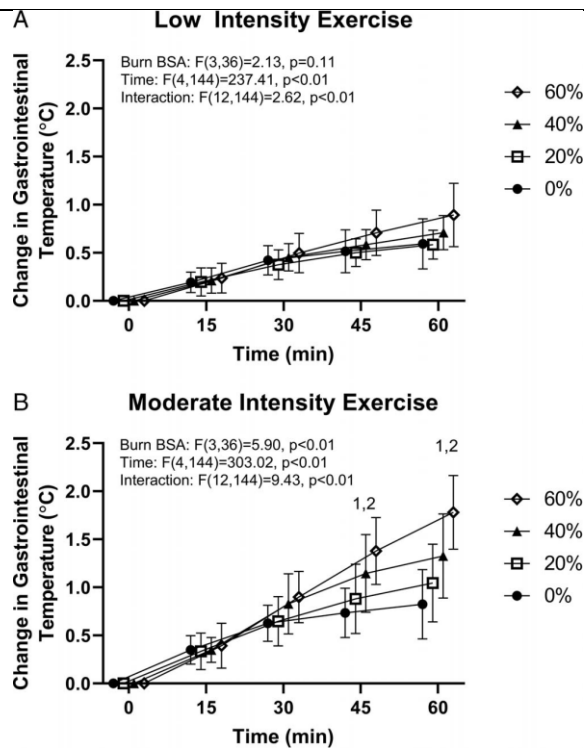 A
Low Intensity Exercise
Burn BSA: F(3,36)=2.13, p=0.11
Time: F(4,144)=237.41, p<0.01
Interaction: F(12,144)=2.62, p<0.01
Change in Gastrointestinal
Temperature (°C)
2.5
2.0
1.5
1.0
0.5
0.0
0 15 30 45 60
Time (min)
60%
40%
20%
0%
B
Moderate Intensity Exercise
Burn BSA: F(3,36)=5.90, p<0.01
Time: F(4,144)=303.02, p<0.01
Interaction: F(12,144)=9.43, p<0.01
1,2
1,2
Change in Gastrointestinal
Temperature (°C)
2.5
2.0
1.5
1.0
0.5
0.0
0 15 30 45 60
Time (min)
60%
40%
20%
0%